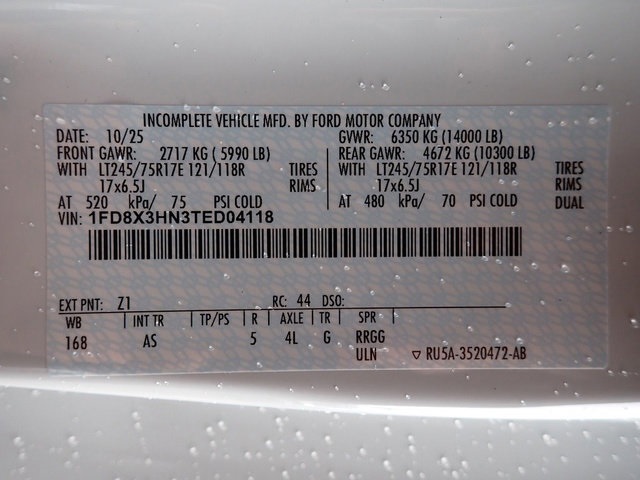 INCOMPLETE VEHICLE MFD. BY FORD MOTOR COMPANY
DATE: 10/25 GVWR: 6350 KG (14000 LB)
FRONT GAWR: 2717 KG ( 5990 LB) REAR GAWR: 4672 KG (10300 LB)
WITH LT245/75R17E 121/118R TIRES WITH LT245/75R17E 121/118R TIRES
17x6.5J RIMS 17x6.5J RIMS
AT 520 kPa/ 75 PSI COLD AT 480 kPa/ 70 PSI COLD DUAL
VIN: 1FD8X3HN3TED04118
EXT PNT: Z1 RC: 44 DSO:
WB INT TR TP/PS R AXLE TR SPR
168 AS 5 4L G RRGG
ULN ▽ RU5A-3520472-AB